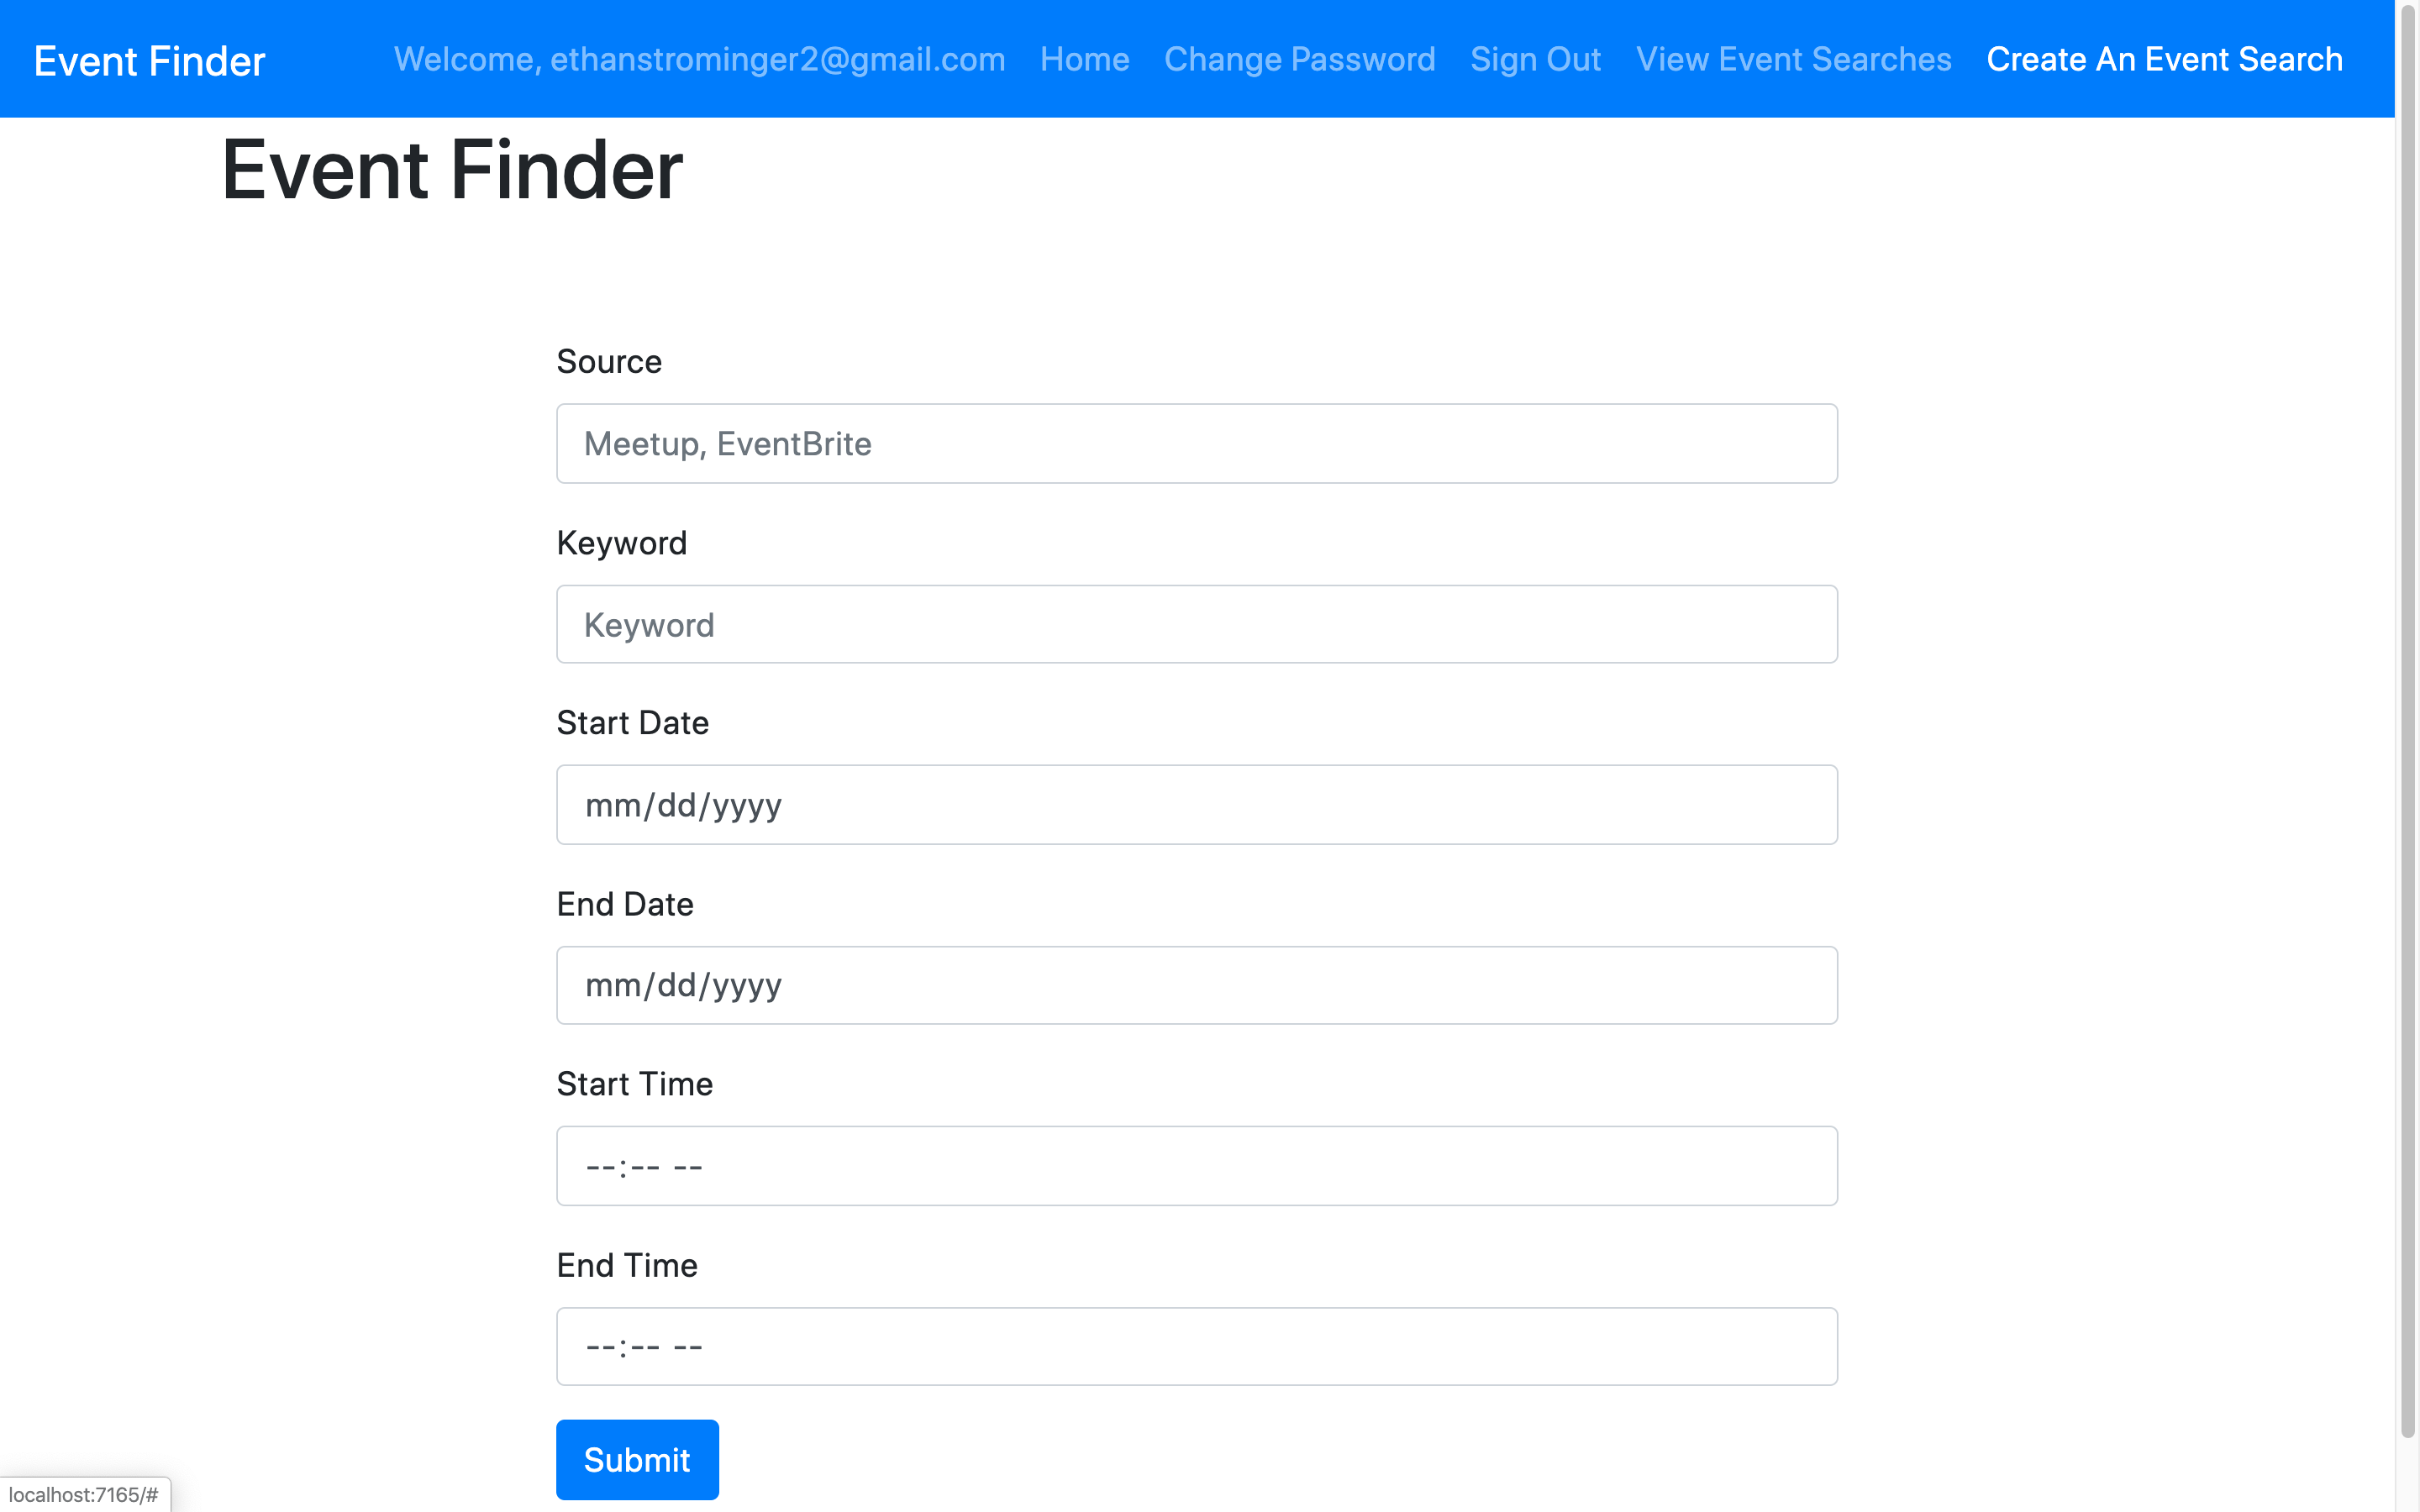 Event Finder Welcome, ethanstrominger2@gmail.com Home Change Password Sign Out View Event Searches Create An Event Search
Event Finder
Source
Meetup, EventBrite
Keyword
Keyword
Start Date
mm/dd/yyyy
End Date
mm/dd/yyyy
Start Time
--:-- --
End Time
--:-- --
Submit
localhost:7165/#